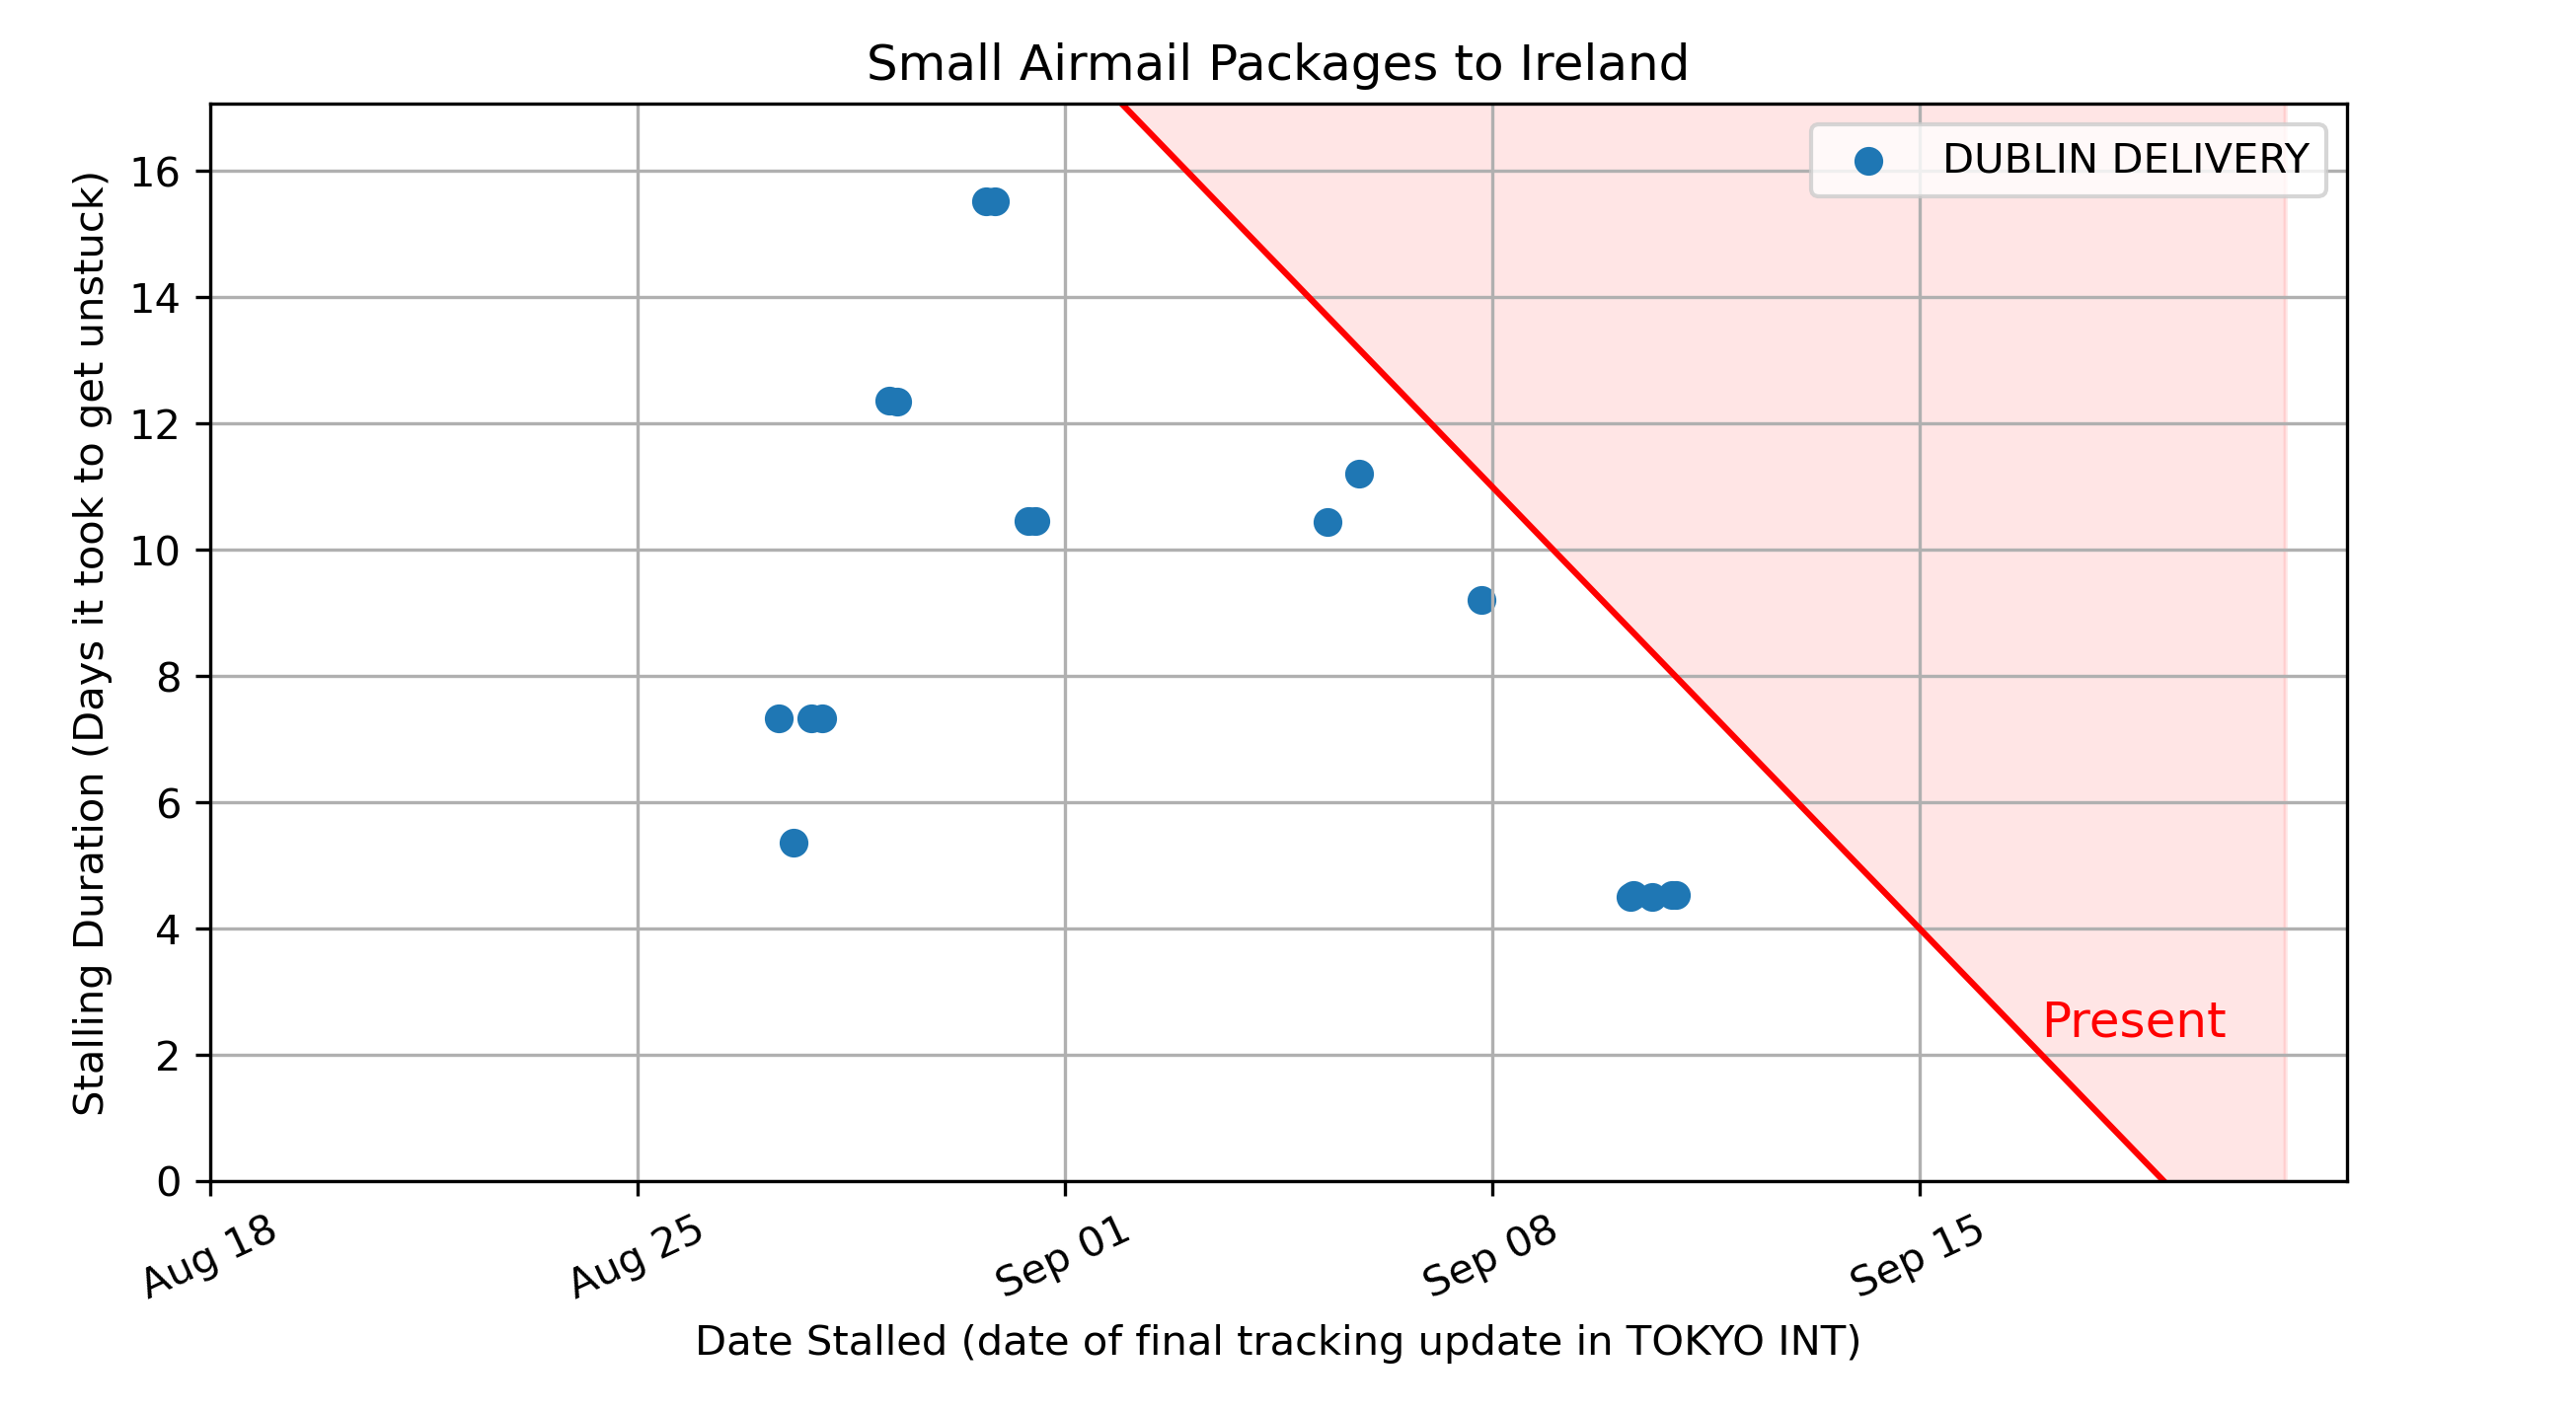 Small Airmail Packages to Ireland
DUBLIN DELIVERY
Stalling Duration (Days it took to get unstuck)
16
14
12
10
8
6
4
2
0
Present
Aug 18
Aug 25
Sep 01
Sep 08
Sep 15
Date Stalled (date of final tracking update in TOKYO INT)